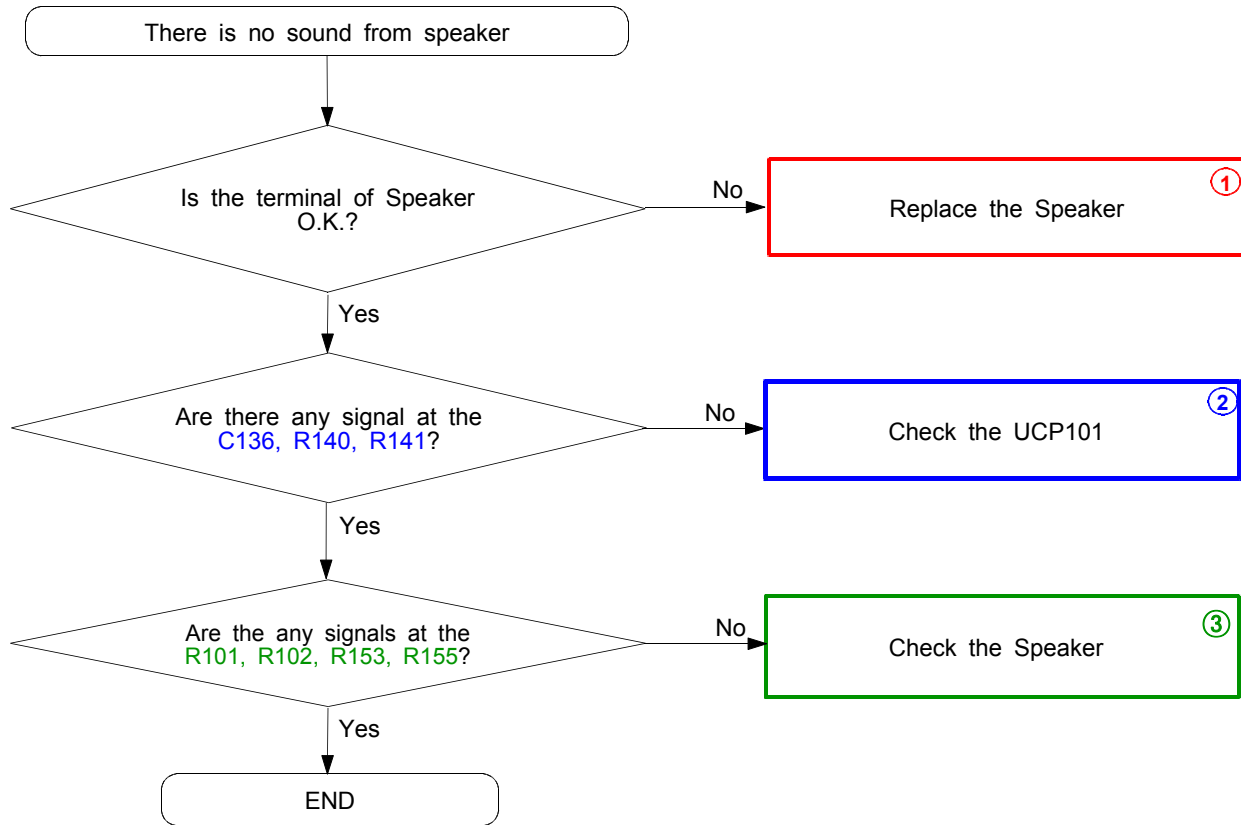 There is no sound from speaker
Is the terminal of Speaker
O.K.?
No
1
Replace the Speaker
Yes
Are there any signal at the
C136, R140, R141?
No
2
Check the UCP101
Yes
Are the any signals at the
R101, R102, R153, R155?
No
3
Check the Speaker
Yes
END